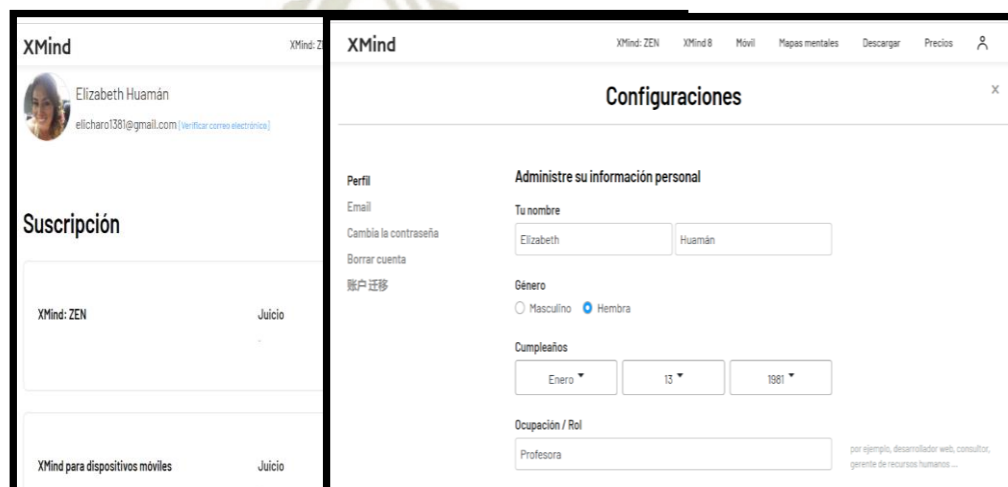 XMind
XMind: Z
Elizabeth Huamán
elicharo1381@gmail.com [Verificar correo electrónico]
Suscripción
XMind: ZEN
Juicio
XMind para dispositivos móviles
Juicio
XMind
XMind: ZEN
XMind 8
Móvil
Mapas mentales
Descargar
Precios
Configuraciones
x
Perfil
Email
Cambia la contraseña
Borrar cuenta
账户迁移
Administre su información personal
Tu nombre
Elizabeth
Huamán
Género
Masculino
Hembra
Cumpleaños
Enero
13
1981
Ocupación / Rol
Profesora
por ejemplo, desarrollador web, consultor,
gerente de recursos humanos ...